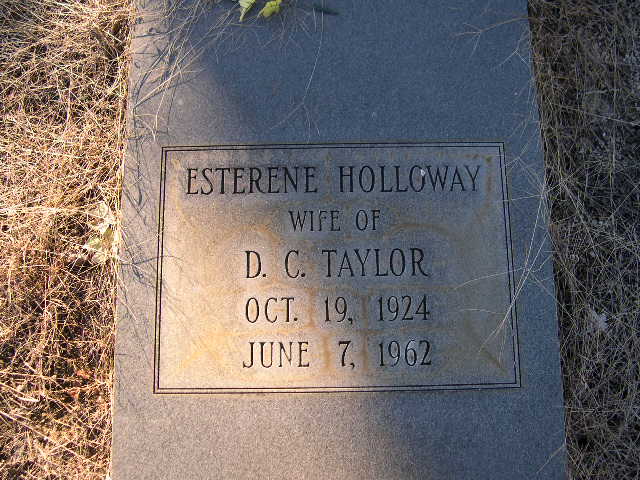 ESTERENE HOLLOWAY
WIFE OF
D. C. TAYLOR
OCT. 19, 1924
JUNE 7, 1962